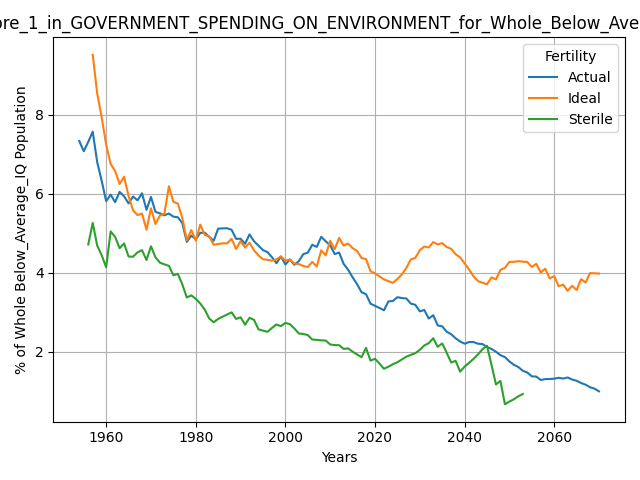 ore_1_in_GOVERNMENT_SPENDING_ON_ENVIRONMENT_for_Whole_Below_Ave
Fertility
Actual
Ideal
Sterile
% of Whole Below_Average_IQ Population
8
6
4
2
1960
1980
2000
2020
2040
2060
Years